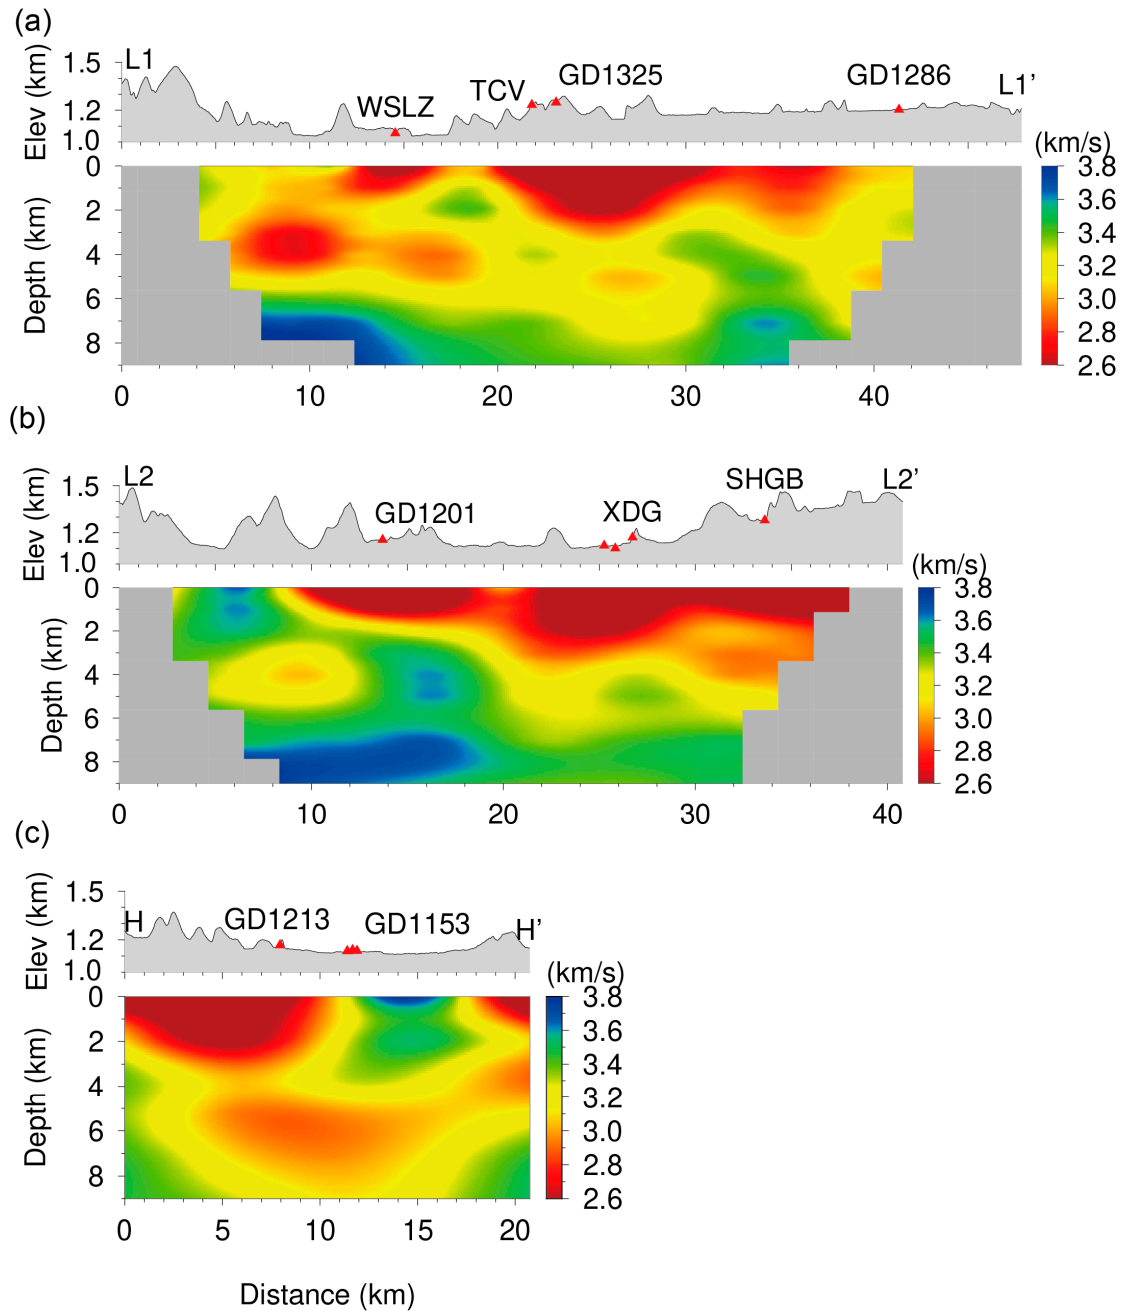 (a)
Elev (km)
1.5
1.2
1.0
L1
WSLZ
TCV
GD1325
GD1286
L1’
(km/s)
Depth (km)
0
2
4
6
8
0 10 20 30 40
3.8
3.6
3.4
3.2
3.0
2.8
2.6
(b)
Elev (km)
1.5
1.2
1.0
L2
GD1201
XDG
SHGB
L2’
(km/s)
Depth (km)
0
2
4
6
8
0 10 20 30 40
3.8
3.6
3.4
3.2
3.0
2.8
2.6
(c)
Elev (km)
1.5
1.2
1.0
H
GD1213
GD1153
H’
(km/s)
Depth (km)
0
2
4
6
8
0 5 10 15 20
3.8
3.6
3.4
3.2
3.0
2.8
2.6
Distance (km)